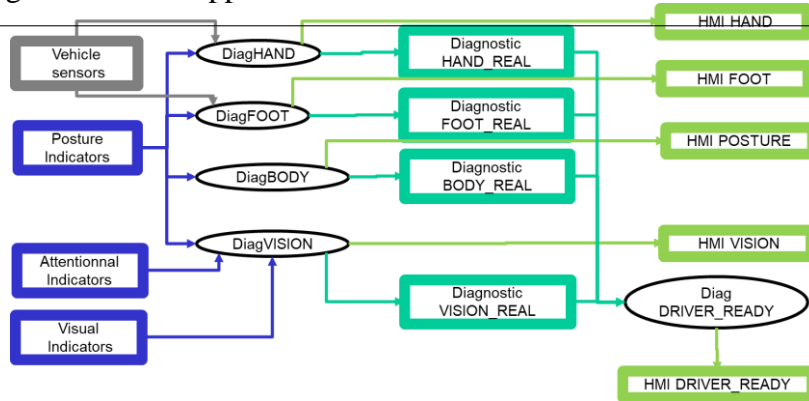 HMI HAND
Vehicle
sensors
DiagHAND
Diagnostic
HAND_REAL
HMI FOOT
DiagFOOT
Diagnostic
FOOT_REAL
Posture
Indicators
HMI POSTURE
DiagBODY
Diagnostic
BODY_REAL
DiagVISION
HMI VISION
Attentionnal
Indicators
Diagnostic
VISION_REAL
Diag
DRIVER_READY
Visual
Indicators
HMI DRIVER_READY